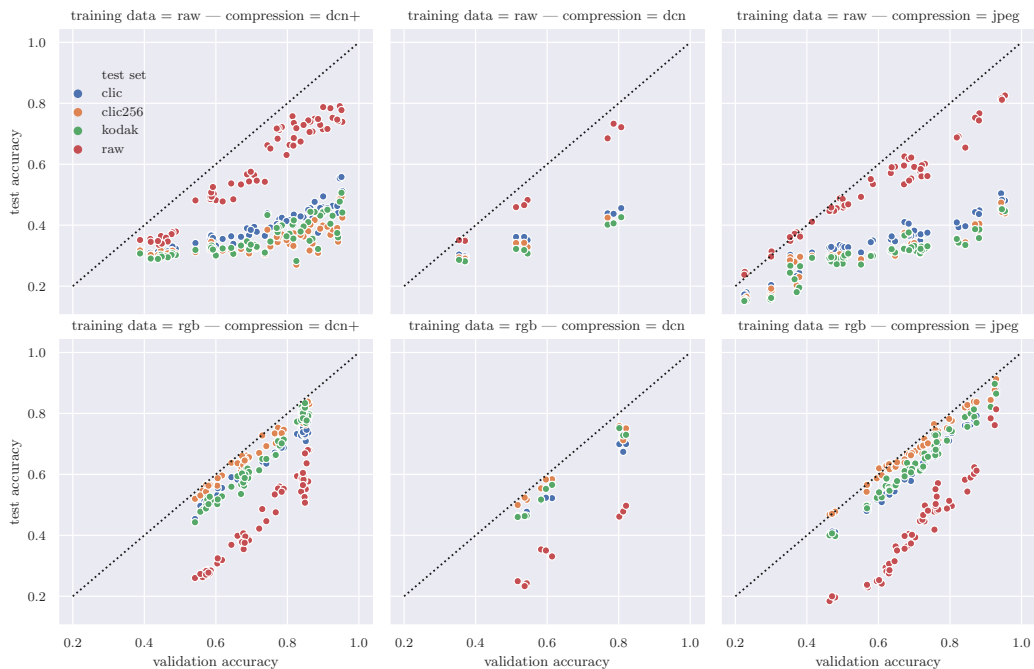 training data = raw — compression = dcn+
training data = raw — compression = dcn
training data = raw — compression = jpeg
1.0
0.8
0.6
0.4
0.2
test accuracy
test set
clic
clic256
kodak
raw
training data = rgb — compression = dcn+
training data = rgb — compression = dcn
training data = rgb — compression = jpeg
1.0
0.8
0.6
0.4
0.2
test accuracy
0.2 0.4 0.6 0.8 1.0
0.2 0.4 0.6 0.8 1.0
0.2 0.4 0.6 0.8 1.0
validation accuracy
validation accuracy
validation accuracy